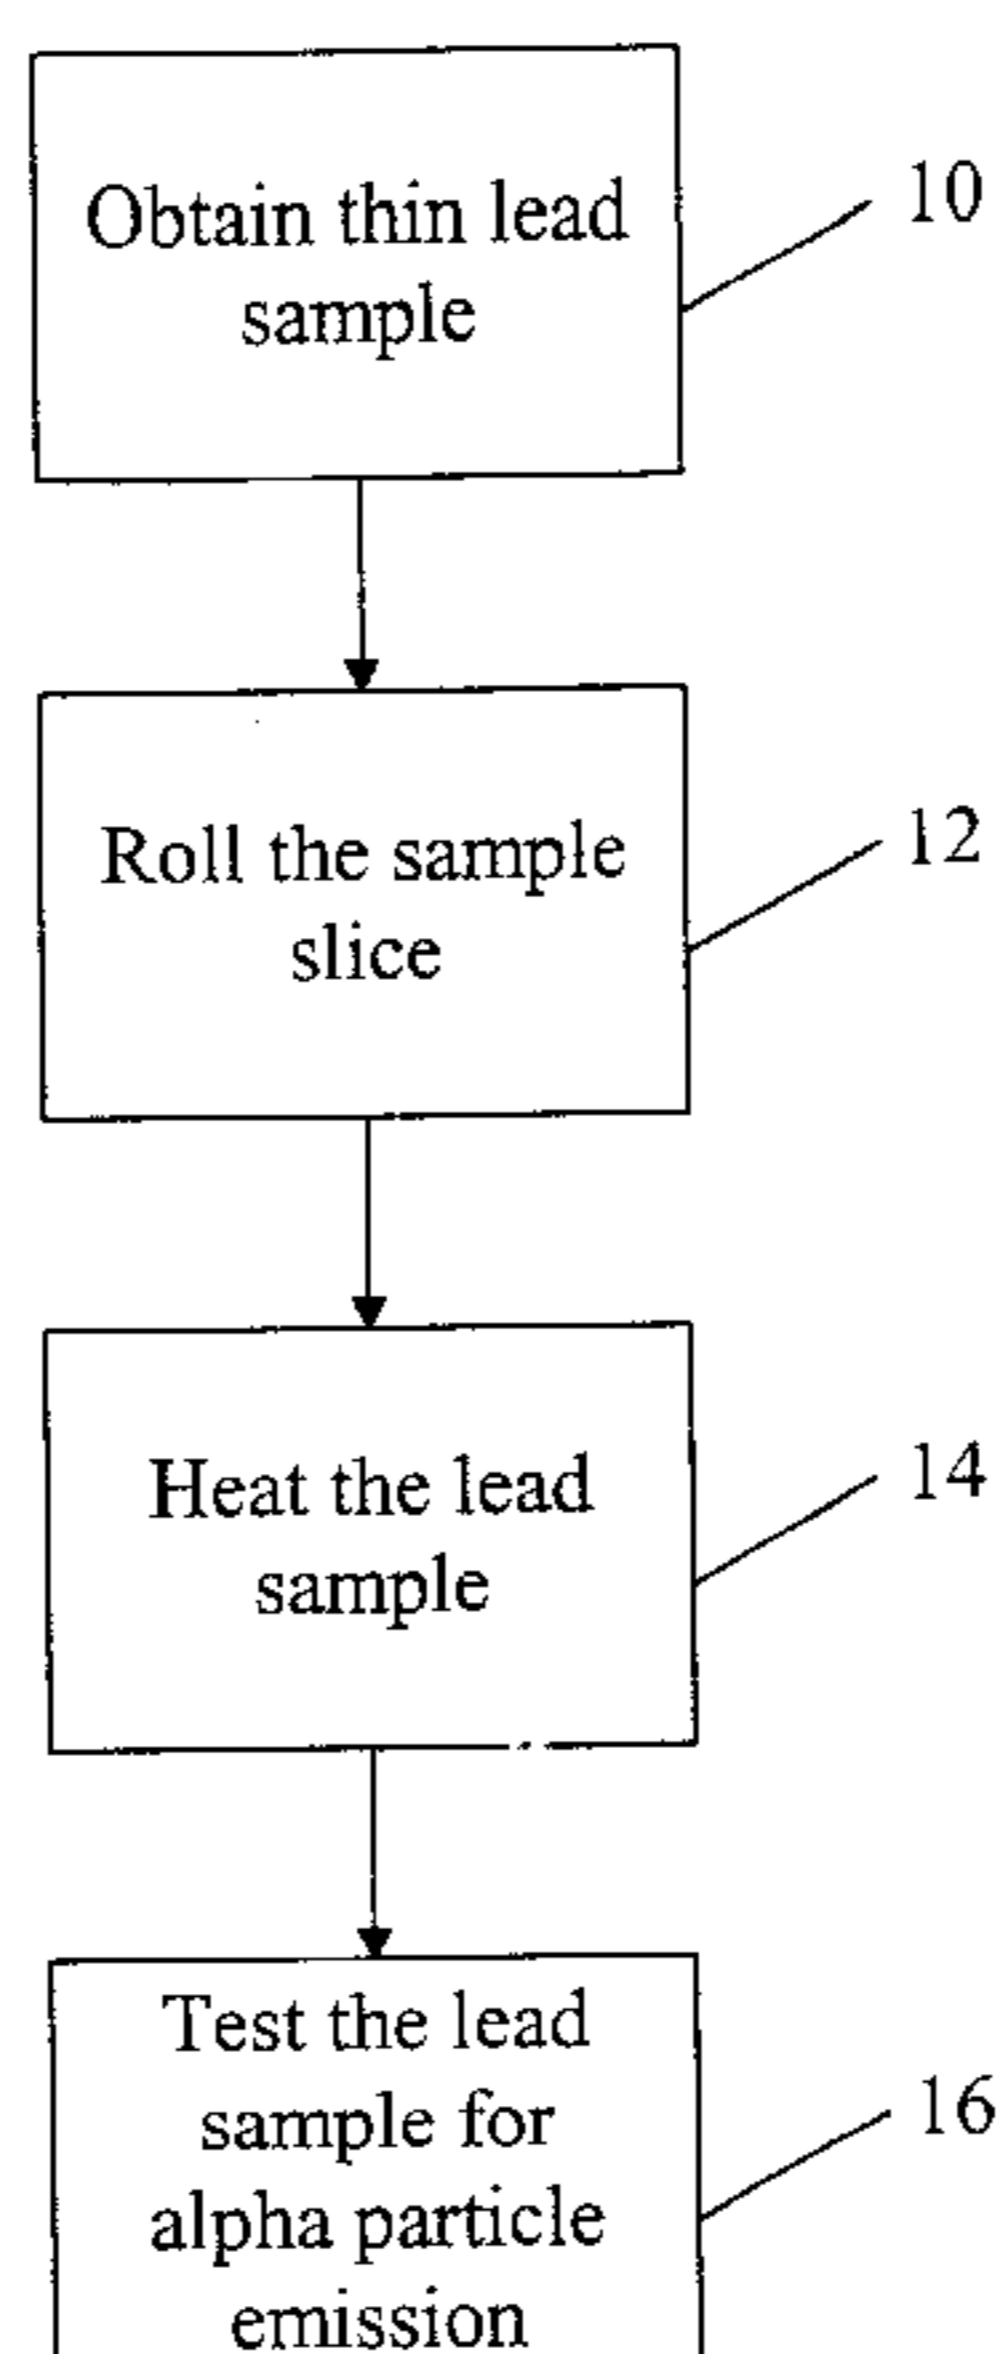 Obtain thin lead
sample
10
Roll the sample
slice
12
Heat the lead
sample
14
Test the lead
sample for
alpha particle
emission
16